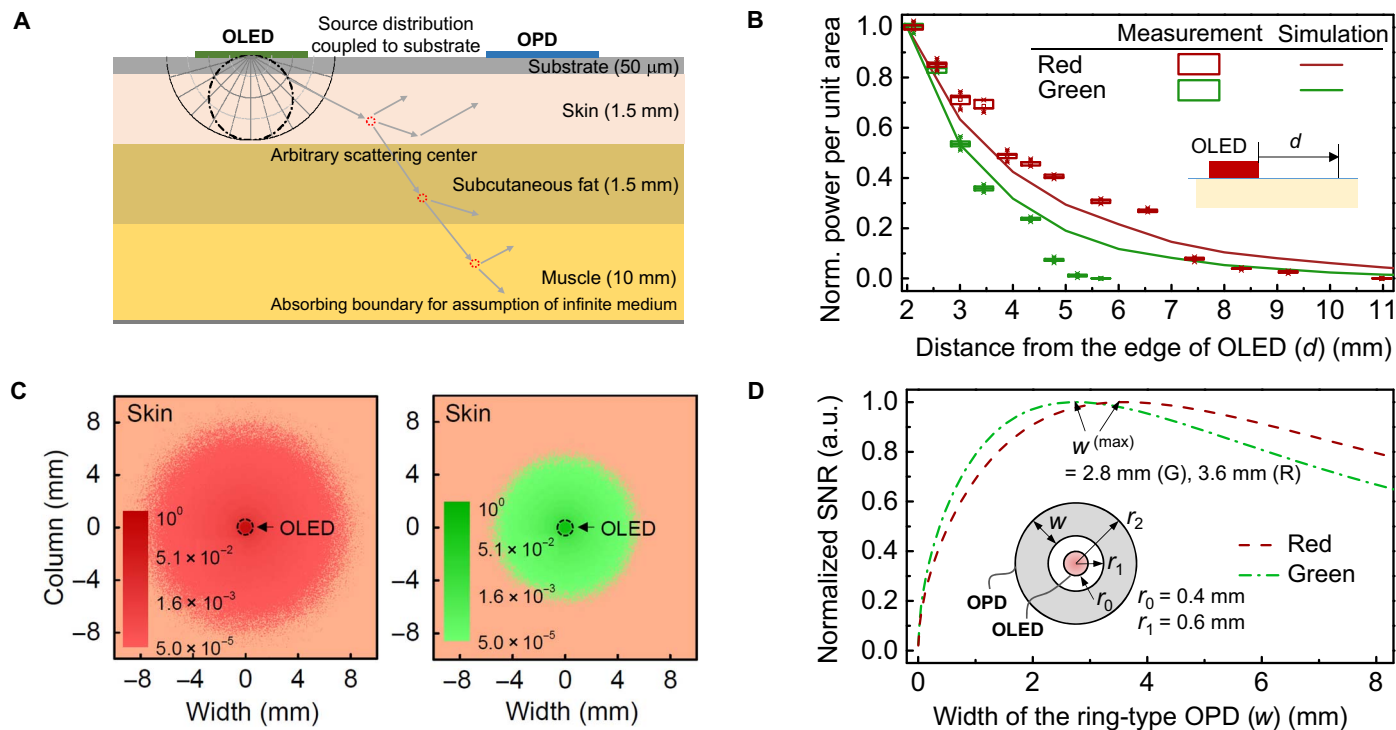 A
OLED
Source distribution
coupled to substrate
OPD
Substrate (50 μm)
Skin (1.5 mm)
Arbitrary scattering center
Subcutaneous fat (1.5 mm)
Muscle (10 mm)
Absorbing boundary for assumption of infinite medium
B
Norm. power per unit area
1.0
0.8
0.6
0.4
0.2
0.0
2 3 4 5 6 7 8 9 10 11
Distance from the edge of OLED (d) (mm)
Measurement Simulation
Red
Green
OLED
d
C
Column (mm)
8
4
0
−4
−8
Skin
OLED
10⁰
5.1 × 10⁻²
1.6 × 10⁻³
5.0 × 10⁻⁵
−8 −4 0 4 8
Width (mm)
8
4
0
−4
−8
Skin
OLED
10⁰
5.1 × 10⁻²
1.6 × 10⁻³
5.0 × 10⁻⁵
−8 −4 0 4 8
Width (mm)
D
Normalized SNR (a.u.)
1.0
0.8
0.6
0.4
0.2
0.0
0 2 4 6 8
Width of the ring-type OPD (w) (mm)
w⁽ᵐᵃˣ⁾
= 2.8 mm (G), 3.6 mm (R)
w
r₂
r₁
r₀
OPD
OLED
Red
Green
r₀ = 0.4 mm
r₁ = 0.6 mm